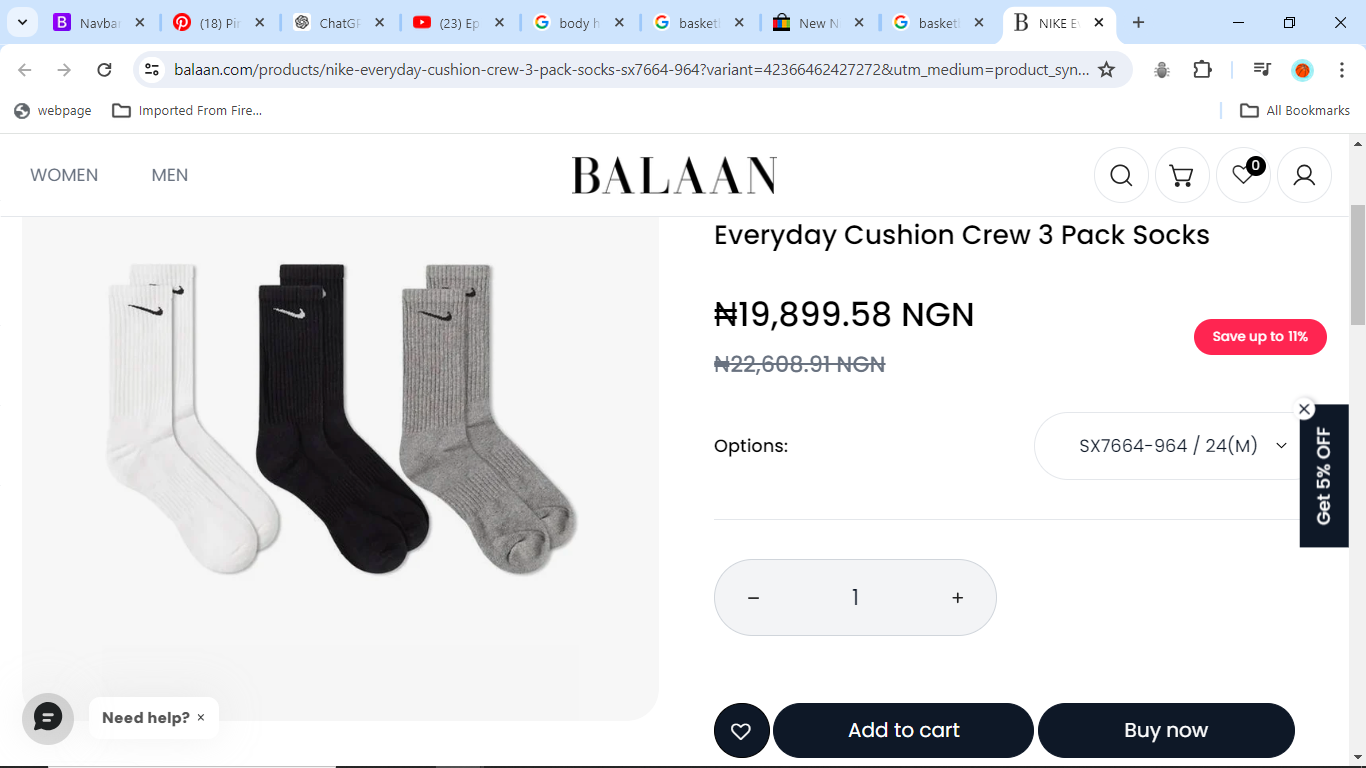 Navba
(18) Pir
ChatGP
(23) Ep
body h
basket
New N
basket
NIKE E
balaan.com/products/nike-everyday-cushion-crew-3-pack-socks-sx7664-964?variant=42366462427272&utm_medium=product_syn...
webpage
Imported From Fire...
All Bookmarks
WOMEN
MEN
BALAAN
0
Everyday Cushion Crew 3 Pack Socks
₦19,899.58 NGN
Save up to 11%
₦22,608.91 NGN
Options:
SX7664-964 / 24(M)
Get 5% OFF
− 1 +
Need help? ×
Add to cart
Buy now